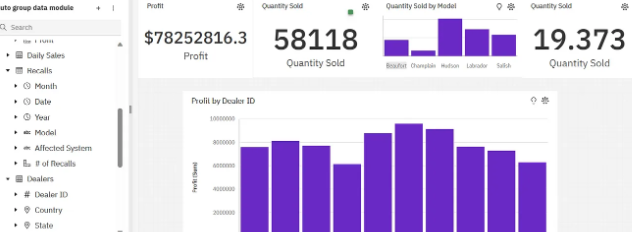 uto group data module
Search
Daily Sales
Recalls
Month
Date
Year
Model
Affected System
# of Recalls
Dealers
# Dealer ID
Country
State
Profit
$78252816.3
Profit
Quantity Sold
58118
Quantity Sold
Quantity Sold by Model
Champlain
Hudson
Labrador
Salish
Quantity Sold
19.373
Quantity Sold
Profit by Dealer ID
Profit (Sum)
10000000
8000000
6000000
4000000
2000000